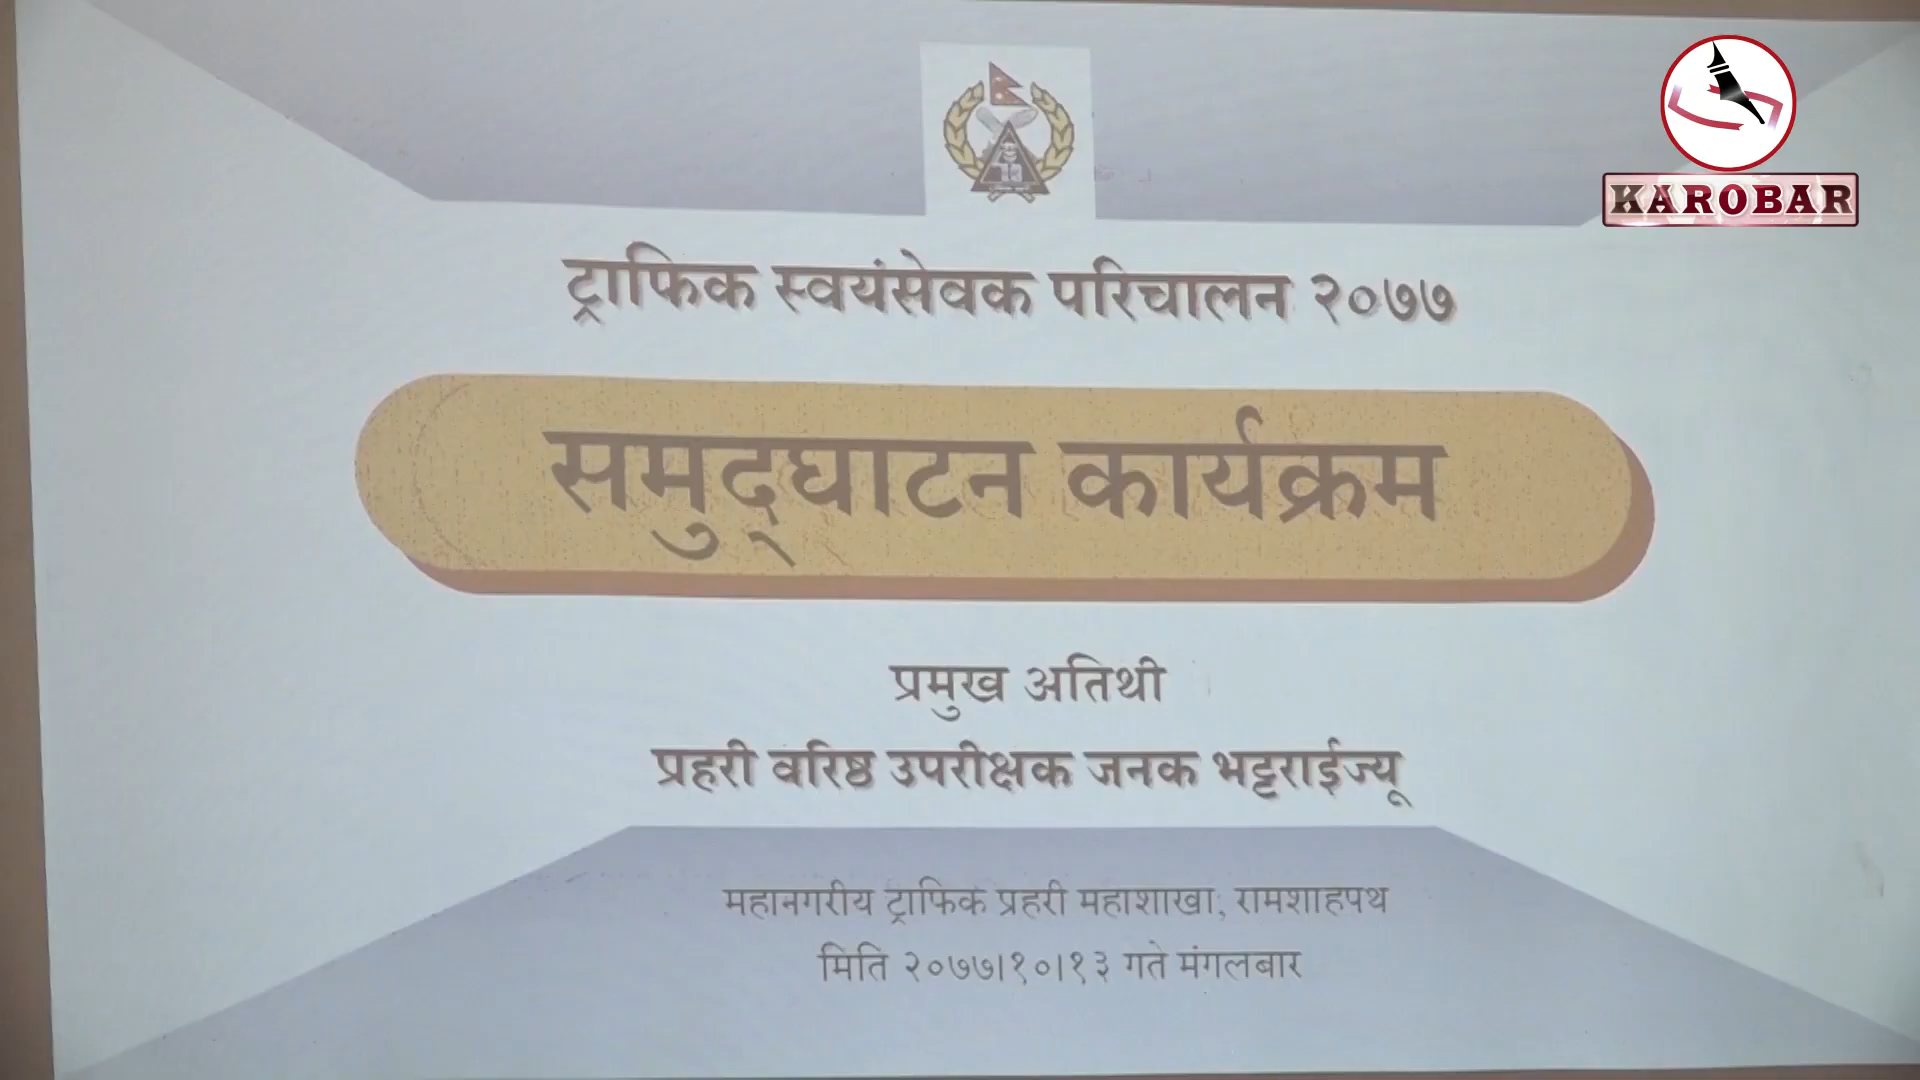 KAROBAR
ट्राफिक स्वयंसेवक परिचालन २०७७
समुद्‌घाटन कार्यक्रम
प्रमुख अतिथी
प्रहरी वरिष्ठ उपरीक्षक जनक भट्टराईज्यू
महानगरीय ट्राफिक प्रहरी महाशाखा, रामशाहपथ
मिति २०७७।१०।१३ गते मंगलबार